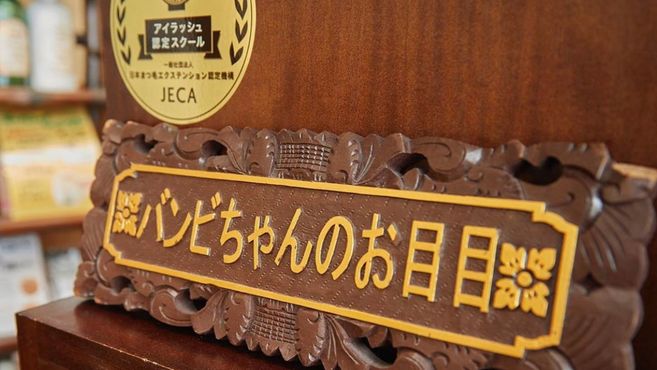 アイラッシュ
認定スクール
一般社団法人
日本まつ毛エクステンション認定機構
JECA
バンビちゃんのお目目